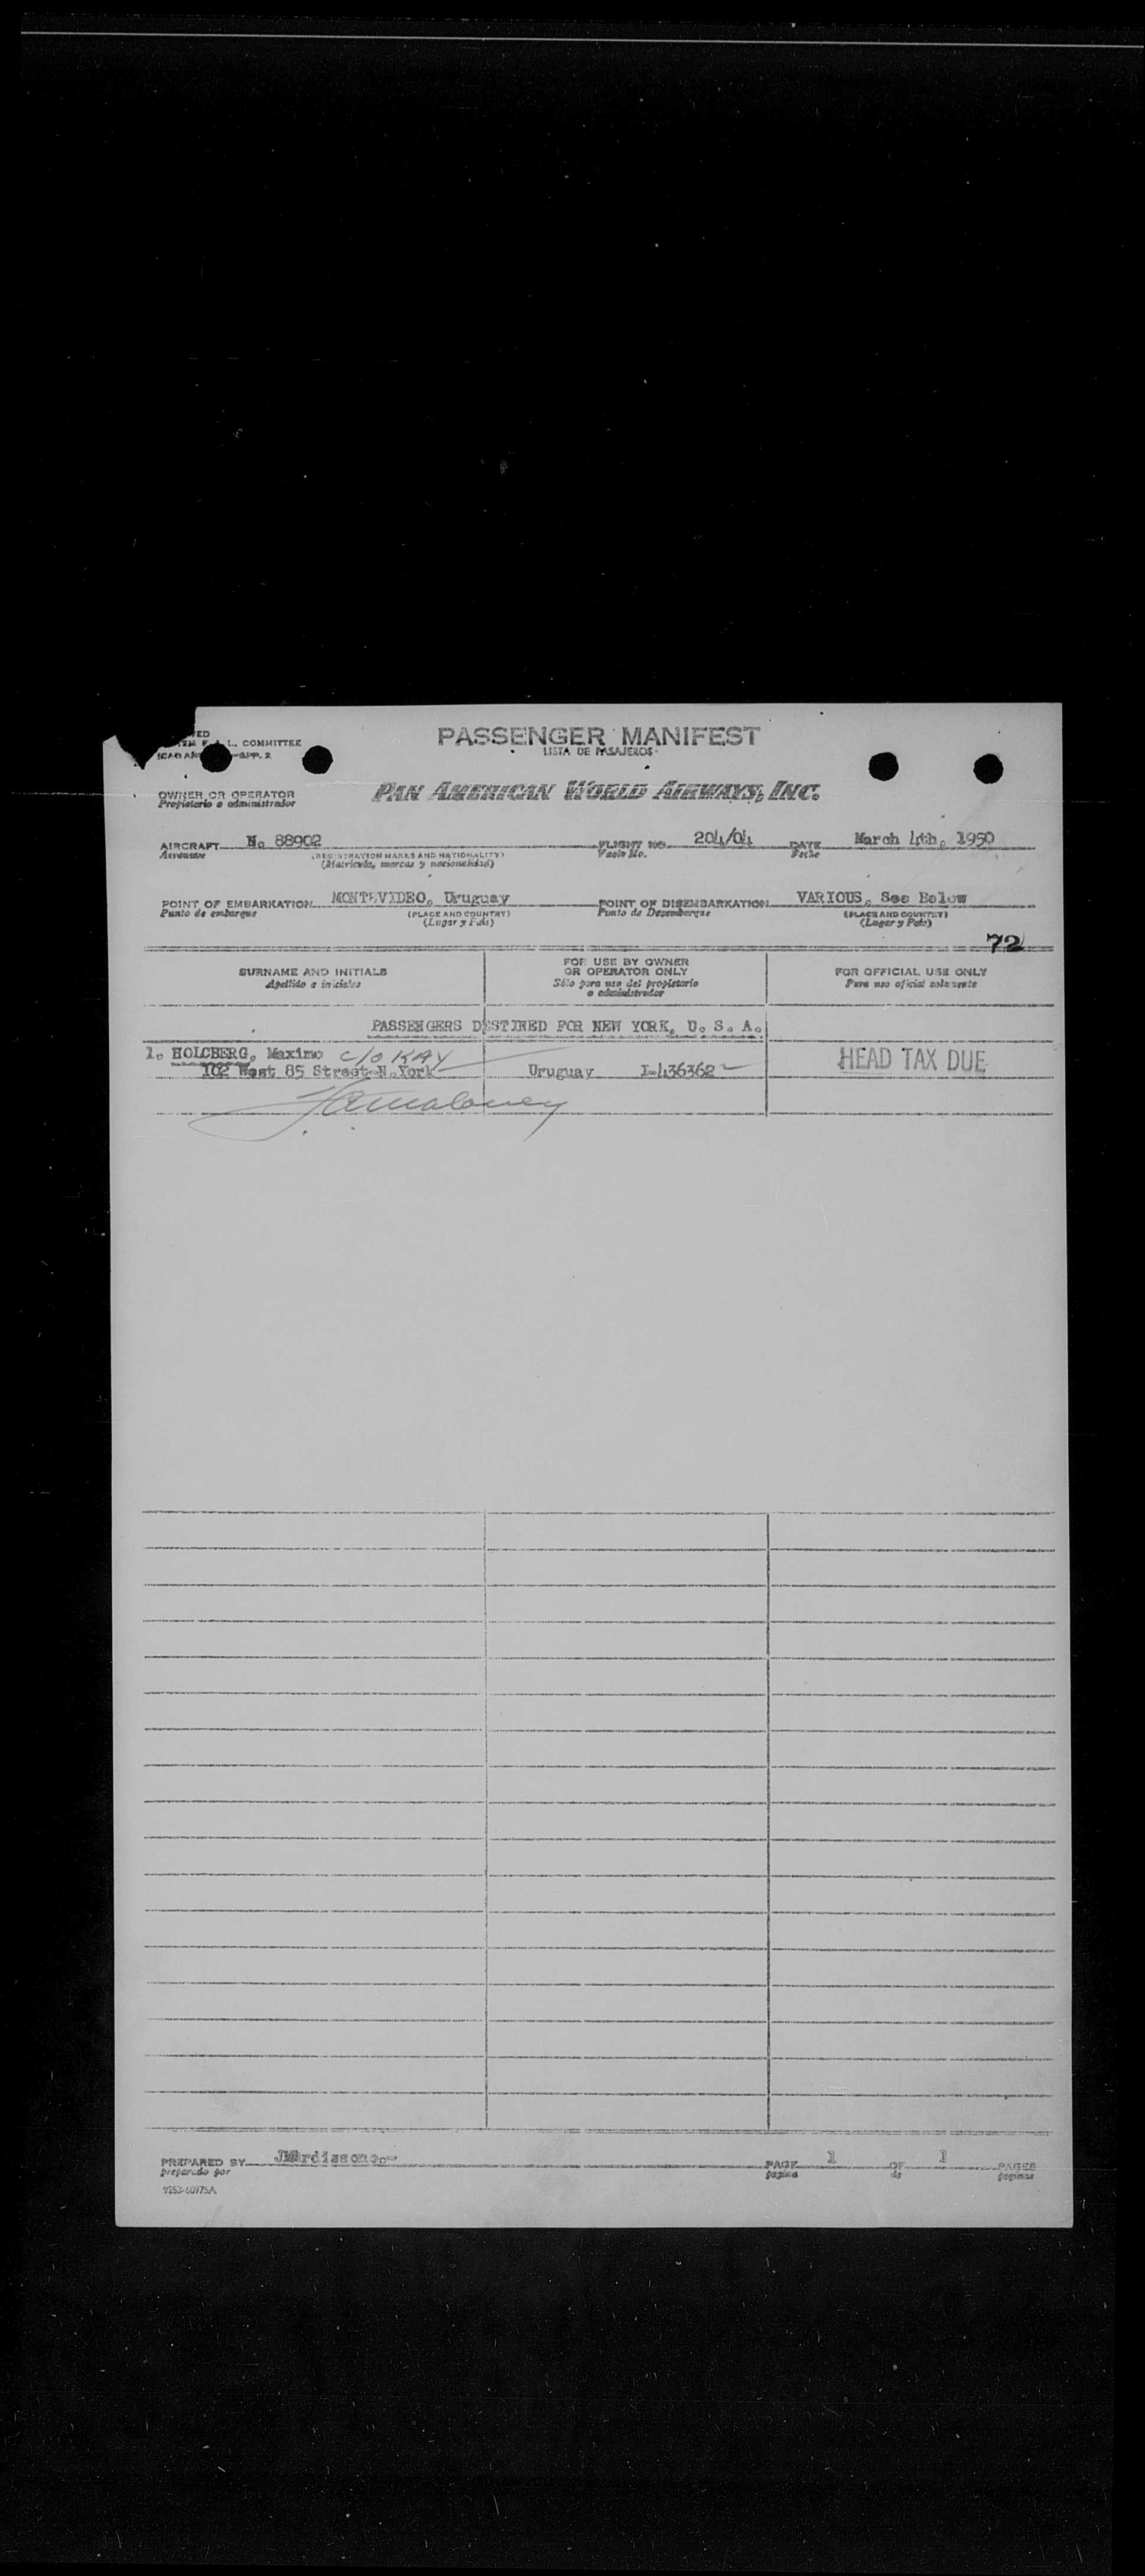 PASSENGER MANIFEST
LISTA DE PASAJEROS
L. COMMITTEE
OWNER OR OPERATOR
Propietario o administrador
PAN AMERICAN WORLD AIRWAYS, INC.
AIRCRAFT N. 88902 FLIGHT NO. 204/04 DATE March 4th, 1950
Aeronave (REGISTRATION MARKS AND NATIONALITY) Vuelo No. Fecha
(Matrícula, marcas y nacionalidad)
POINT OF EMBARKATION MONTEVIDEO, Uruguay POINT OF DISEMBARKATION VARIOUS, See Below
Punto de embarque (PLACE AND COUNTRY) Punto de Desembarque (PLACE AND COUNTRY)
(Lugar y País) (Lugar y País)
72
SURNAME AND INITIALS
Apellido e iniciales
FOR USE BY OWNER
OR OPERATOR ONLY
Sólo para uso del propietario
o administrador
FOR OFFICIAL USE ONLY
Para uso oficial solamente
PASSENGERS DESTINED FOR NEW YORK, U. S. A.
1. HOLCBERG, Maximo c/o KAY HEAD TAX DUE
102 West 85 Street-N.York Uruguay I-436362
PREPARED BY PAGE 1 OF 1 PAGES
preparado por pagina de paginas